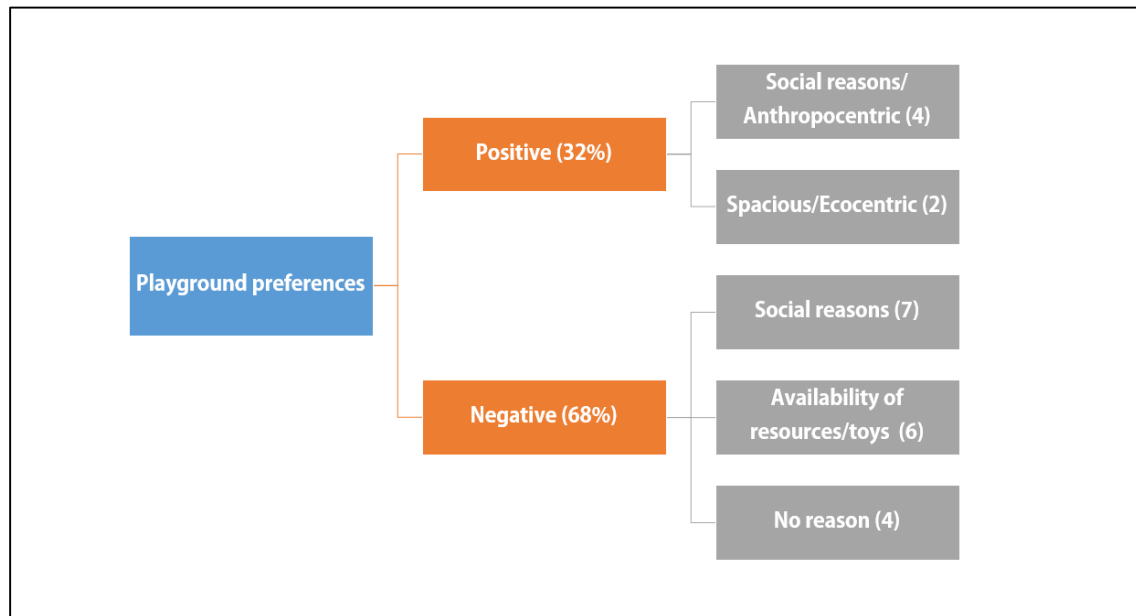 Playground preferences
Positive (32%)
Social reasons/
Anthropocentric (4)
Spacious/Ecocentric (2)
Negative (68%)
Social reasons (7)
Availability of
resources/toys (6)
No reason (4)